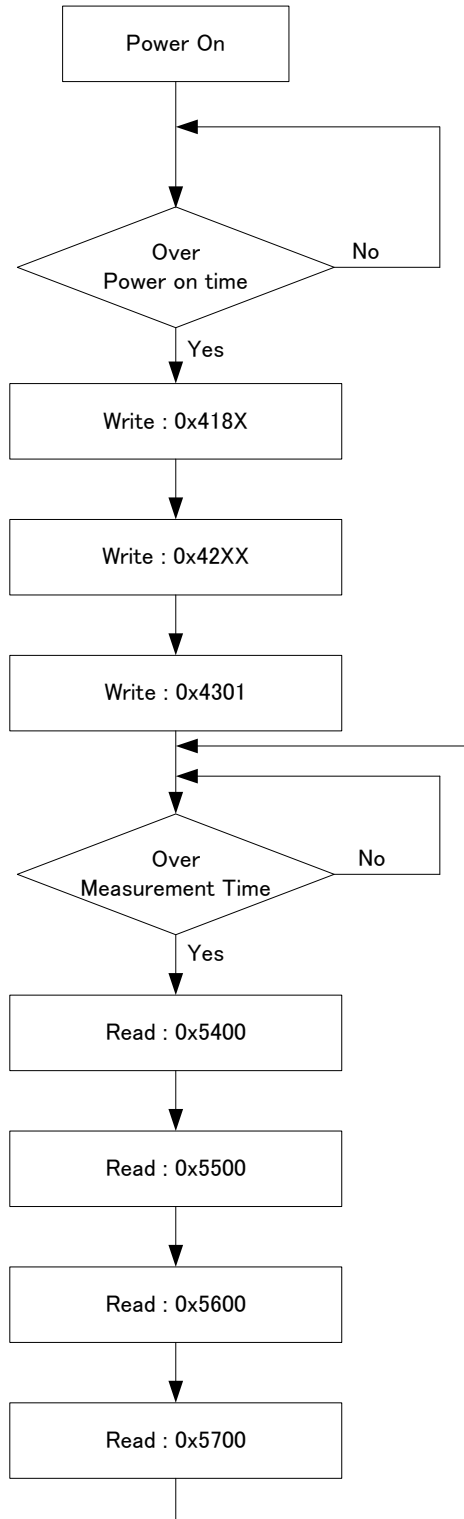 Power On
Over
Power on time
No
Yes
Write : 0x418X
Write : 0x42XX
Write : 0x4301
Over
Measurement Time
No
Yes
Read : 0x5400
Read : 0x5500
Read : 0x5600
Read : 0x5700